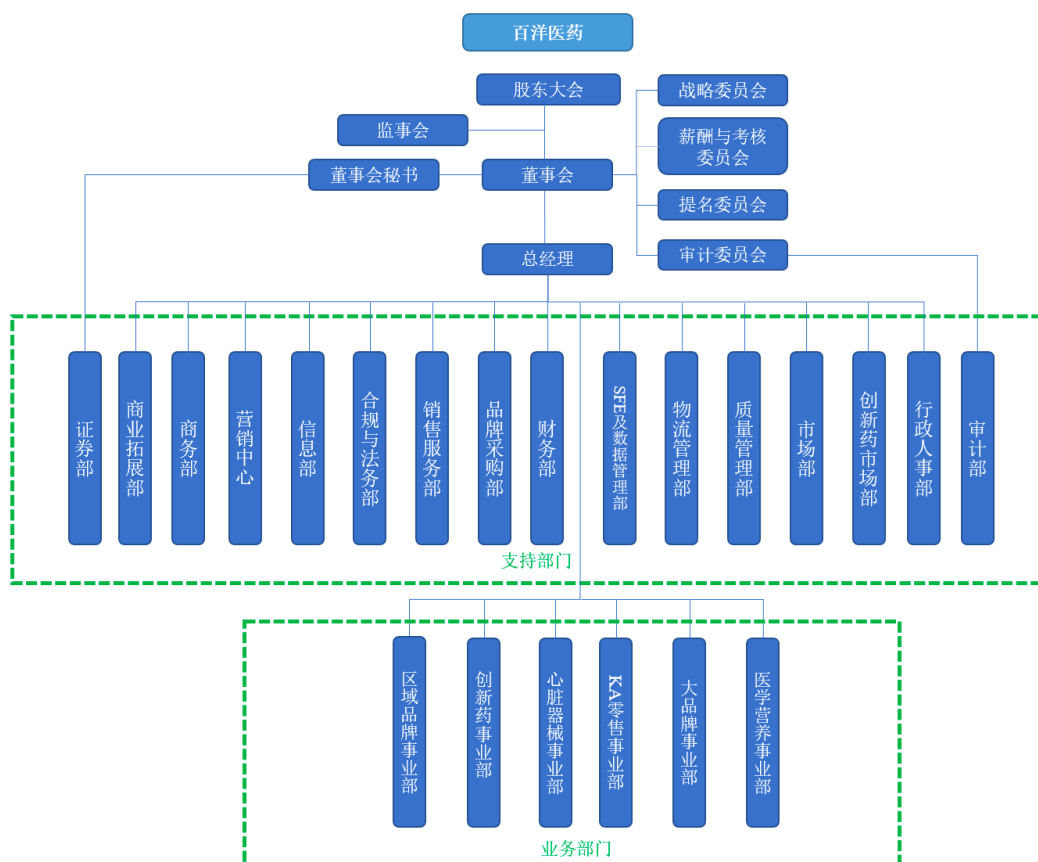 百洋医药
股东大会
战略委员会
监事会
薪酬与考核
委员会
董事会秘书
董事会
提名委员会
总经理
审计委员会
证券部
商业拓展部
商务部
营销中心
信息部
合规与法务部
销售服务部
品牌采购部
财务部
SFE及数据管理部
物流管理部
质量管理部
市场部
创新药市场部
行政人事部
审计部
支持部门
区域品牌事业部
创新药事业部
心脏器械事业部
KA零售事业部
大品牌事业部
医学营养事业部
业务部门